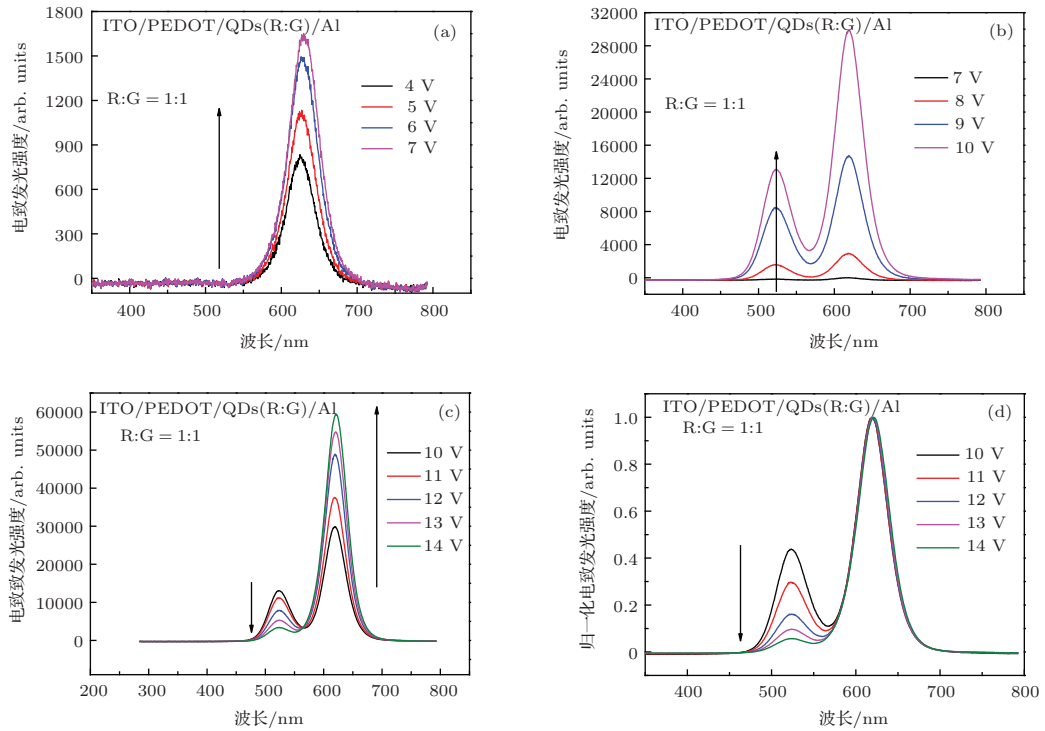 ITO/PEDOT/QDs(R:G)/Al
(a)
R:G = 1:1
4 V
5 V
6 V
7 V
1800
1500
1200
900
600
300
0
400 500 600 700 800
电致发光强度/arb. units
波长/nm
ITO/PEDOT/QDs(R:G)/Al
(b)
R:G = 1:1
7 V
8 V
9 V
10 V
32000
28000
24000
20000
16000
12000
8000
4000
0
400 500 600 700 800
电致发光强度/arb. units
波长/nm
ITO/PEDOT/QDs(R:G)/Al
(c)
R:G = 1:1
10 V
11 V
12 V
13 V
14 V
60000
50000
40000
30000
20000
10000
0
200 400 500 600 700 800
电致致发光强度/arb. units
波长/nm
ITO/PEDOT/QDs(R:G)/Al
(d)
R:G = 1:1
10 V
11 V
12 V
13 V
14 V
1.0
0.8
0.6
0.4
0.2
0
400 500 600 700 800
归一化电致发光强度/arb. units
波长/nm